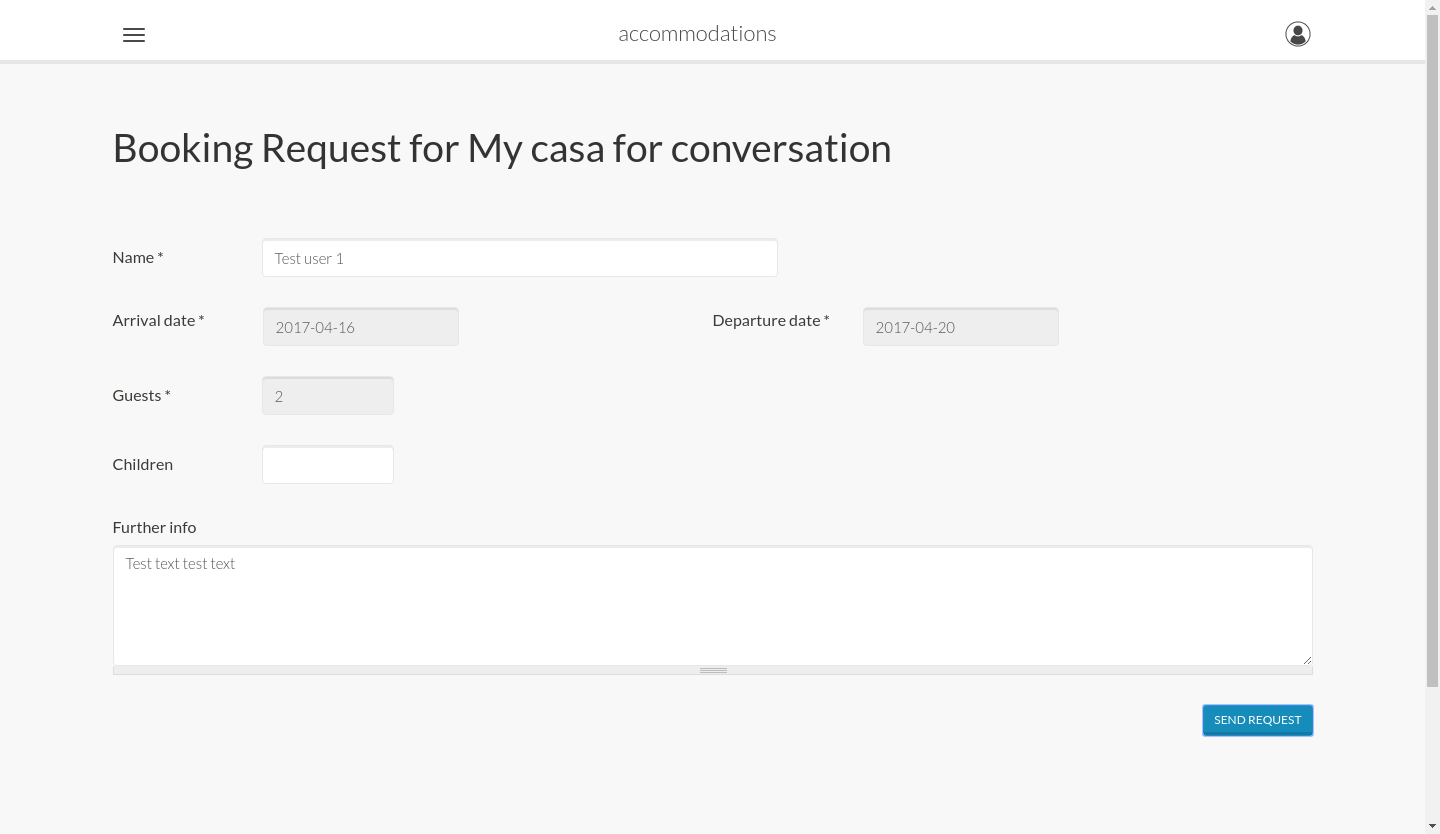 accommodations
Booking Request for My casa for conversation
Name *
Test user 1
Arrival date *
2017-04-16
Departure date *
2017-04-20
Guests *
2
Children
Further info
Test text test text
SEND REQUEST